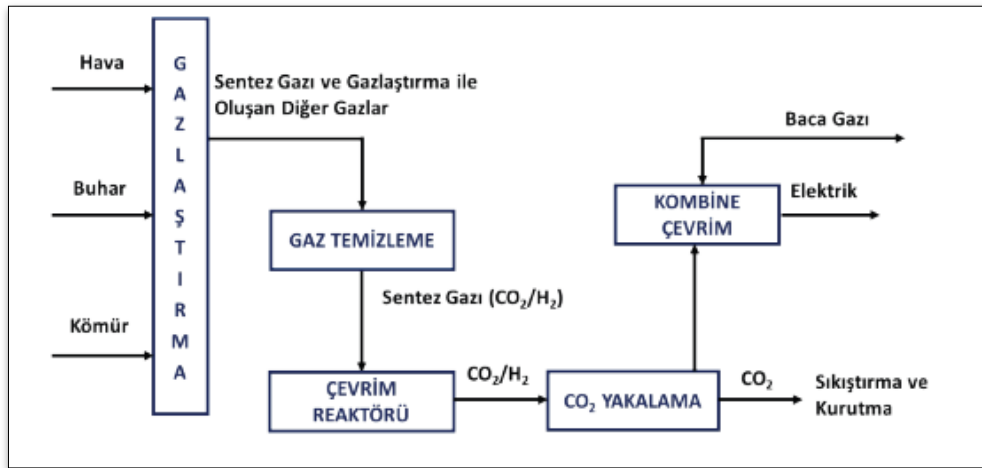 Hava
Buhar
Kömür
GAZLAŞTIRMA
Sentez Gazı ve Gazlaştırma ile
Oluşan Diğer Gazlar
GAZ TEMİZLEME
Sentez Gazı (CO₂/H₂)
ÇEVRİM
REAKTÖRÜ
CO₂/H₂
CO₂ YAKALAMA
CO₂
Sıkıştırma ve
Kurutma
KOMBİNE
ÇEVRİM
Baca Gazı
Elektrik